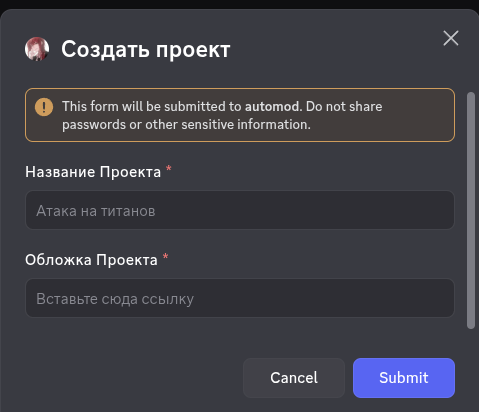 Создать проект
This form will be submitted to automod. Do not share
passwords or other sensitive information.
Название Проекта *
Атака на титанов
Обложка Проекта *
Вставьте сюда ссылку
Cancel
Submit